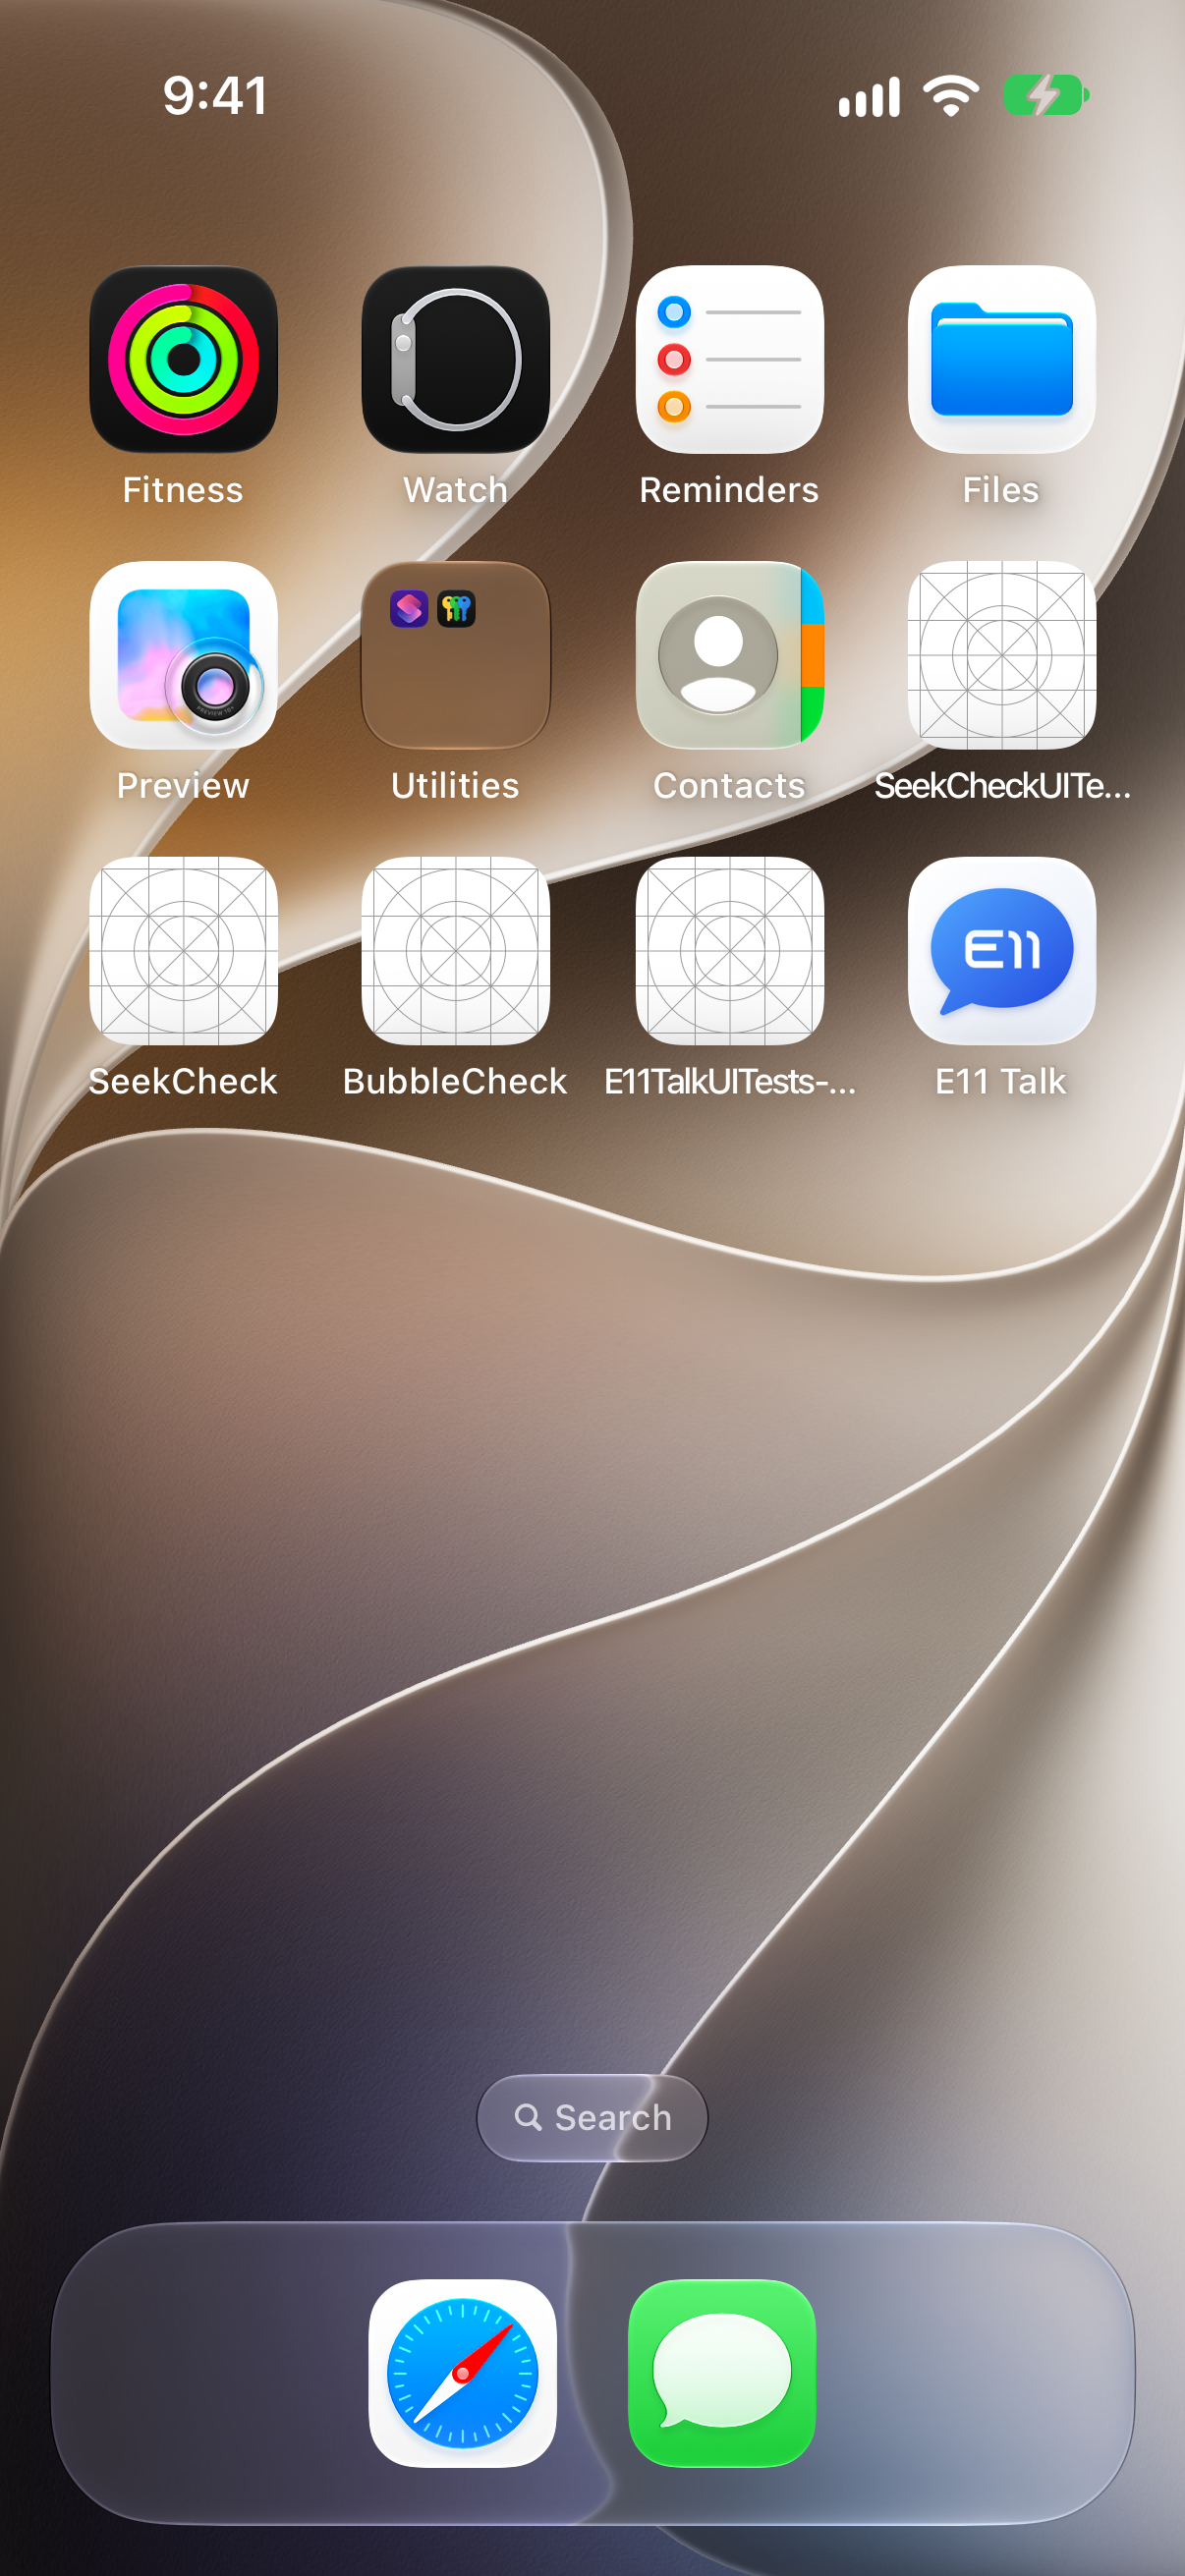 9:41
Fitness
Watch
Reminders
Files
Preview
Utilities
Contacts
SeekCheckUITe...
SeekCheck
BubbleCheck
E11TalkUITests-...
E11
E11 Talk
Search